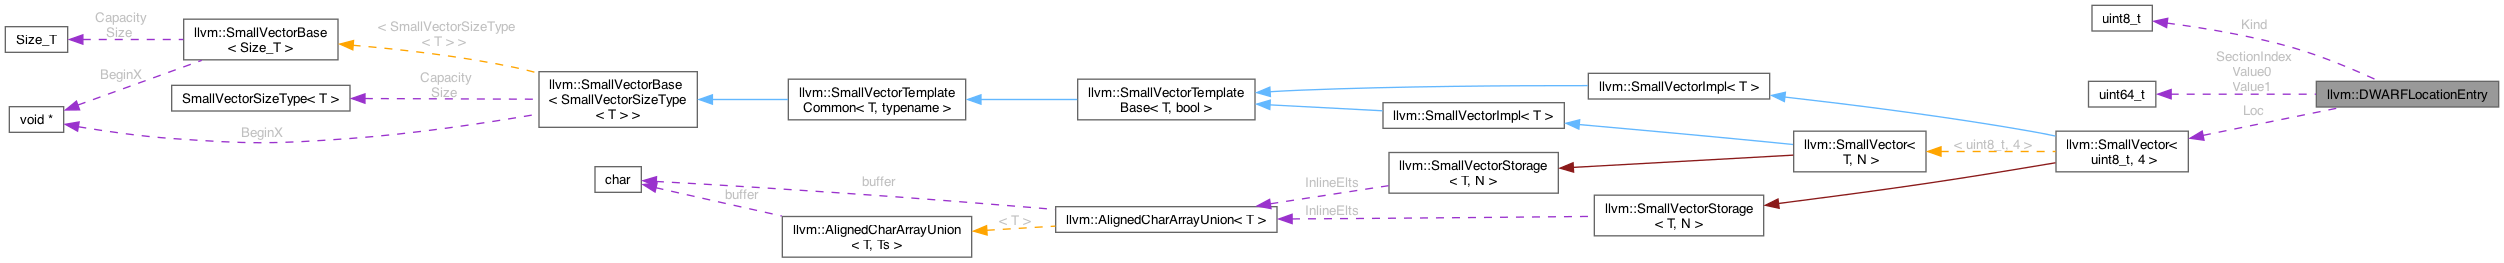 Size_T
Capacity
Size
llvm::SmallVectorBase
< Size_T >
< SmallVectorSizeType
< T > >
BeginX
SmallVectorSizeType< T >
void *
Capacity
Size
BeginX
llvm::SmallVectorBase
< SmallVectorSizeType
< T > >
llvm::SmallVectorTemplate
Common< T, typename >
llvm::SmallVectorTemplate
Base< T, bool >
llvm::SmallVectorImpl< T >
llvm::SmallVectorImpl< T >
char
buffer
buffer
llvm::AlignedCharArrayUnion
< T, Ts >
< T >
llvm::AlignedCharArrayUnion< T >
InlineElts
InlineElts
llvm::SmallVectorStorage
< T, N >
llvm::SmallVectorStorage
< T, N >
llvm::SmallVector<
T, N >
< uint8_t, 4 >
llvm::SmallVector<
uint8_t, 4 >
uint8_t
Kind
uint64_t
SectionIndex
Value0
Value1
Loc
llvm::DWARFLocationEntry